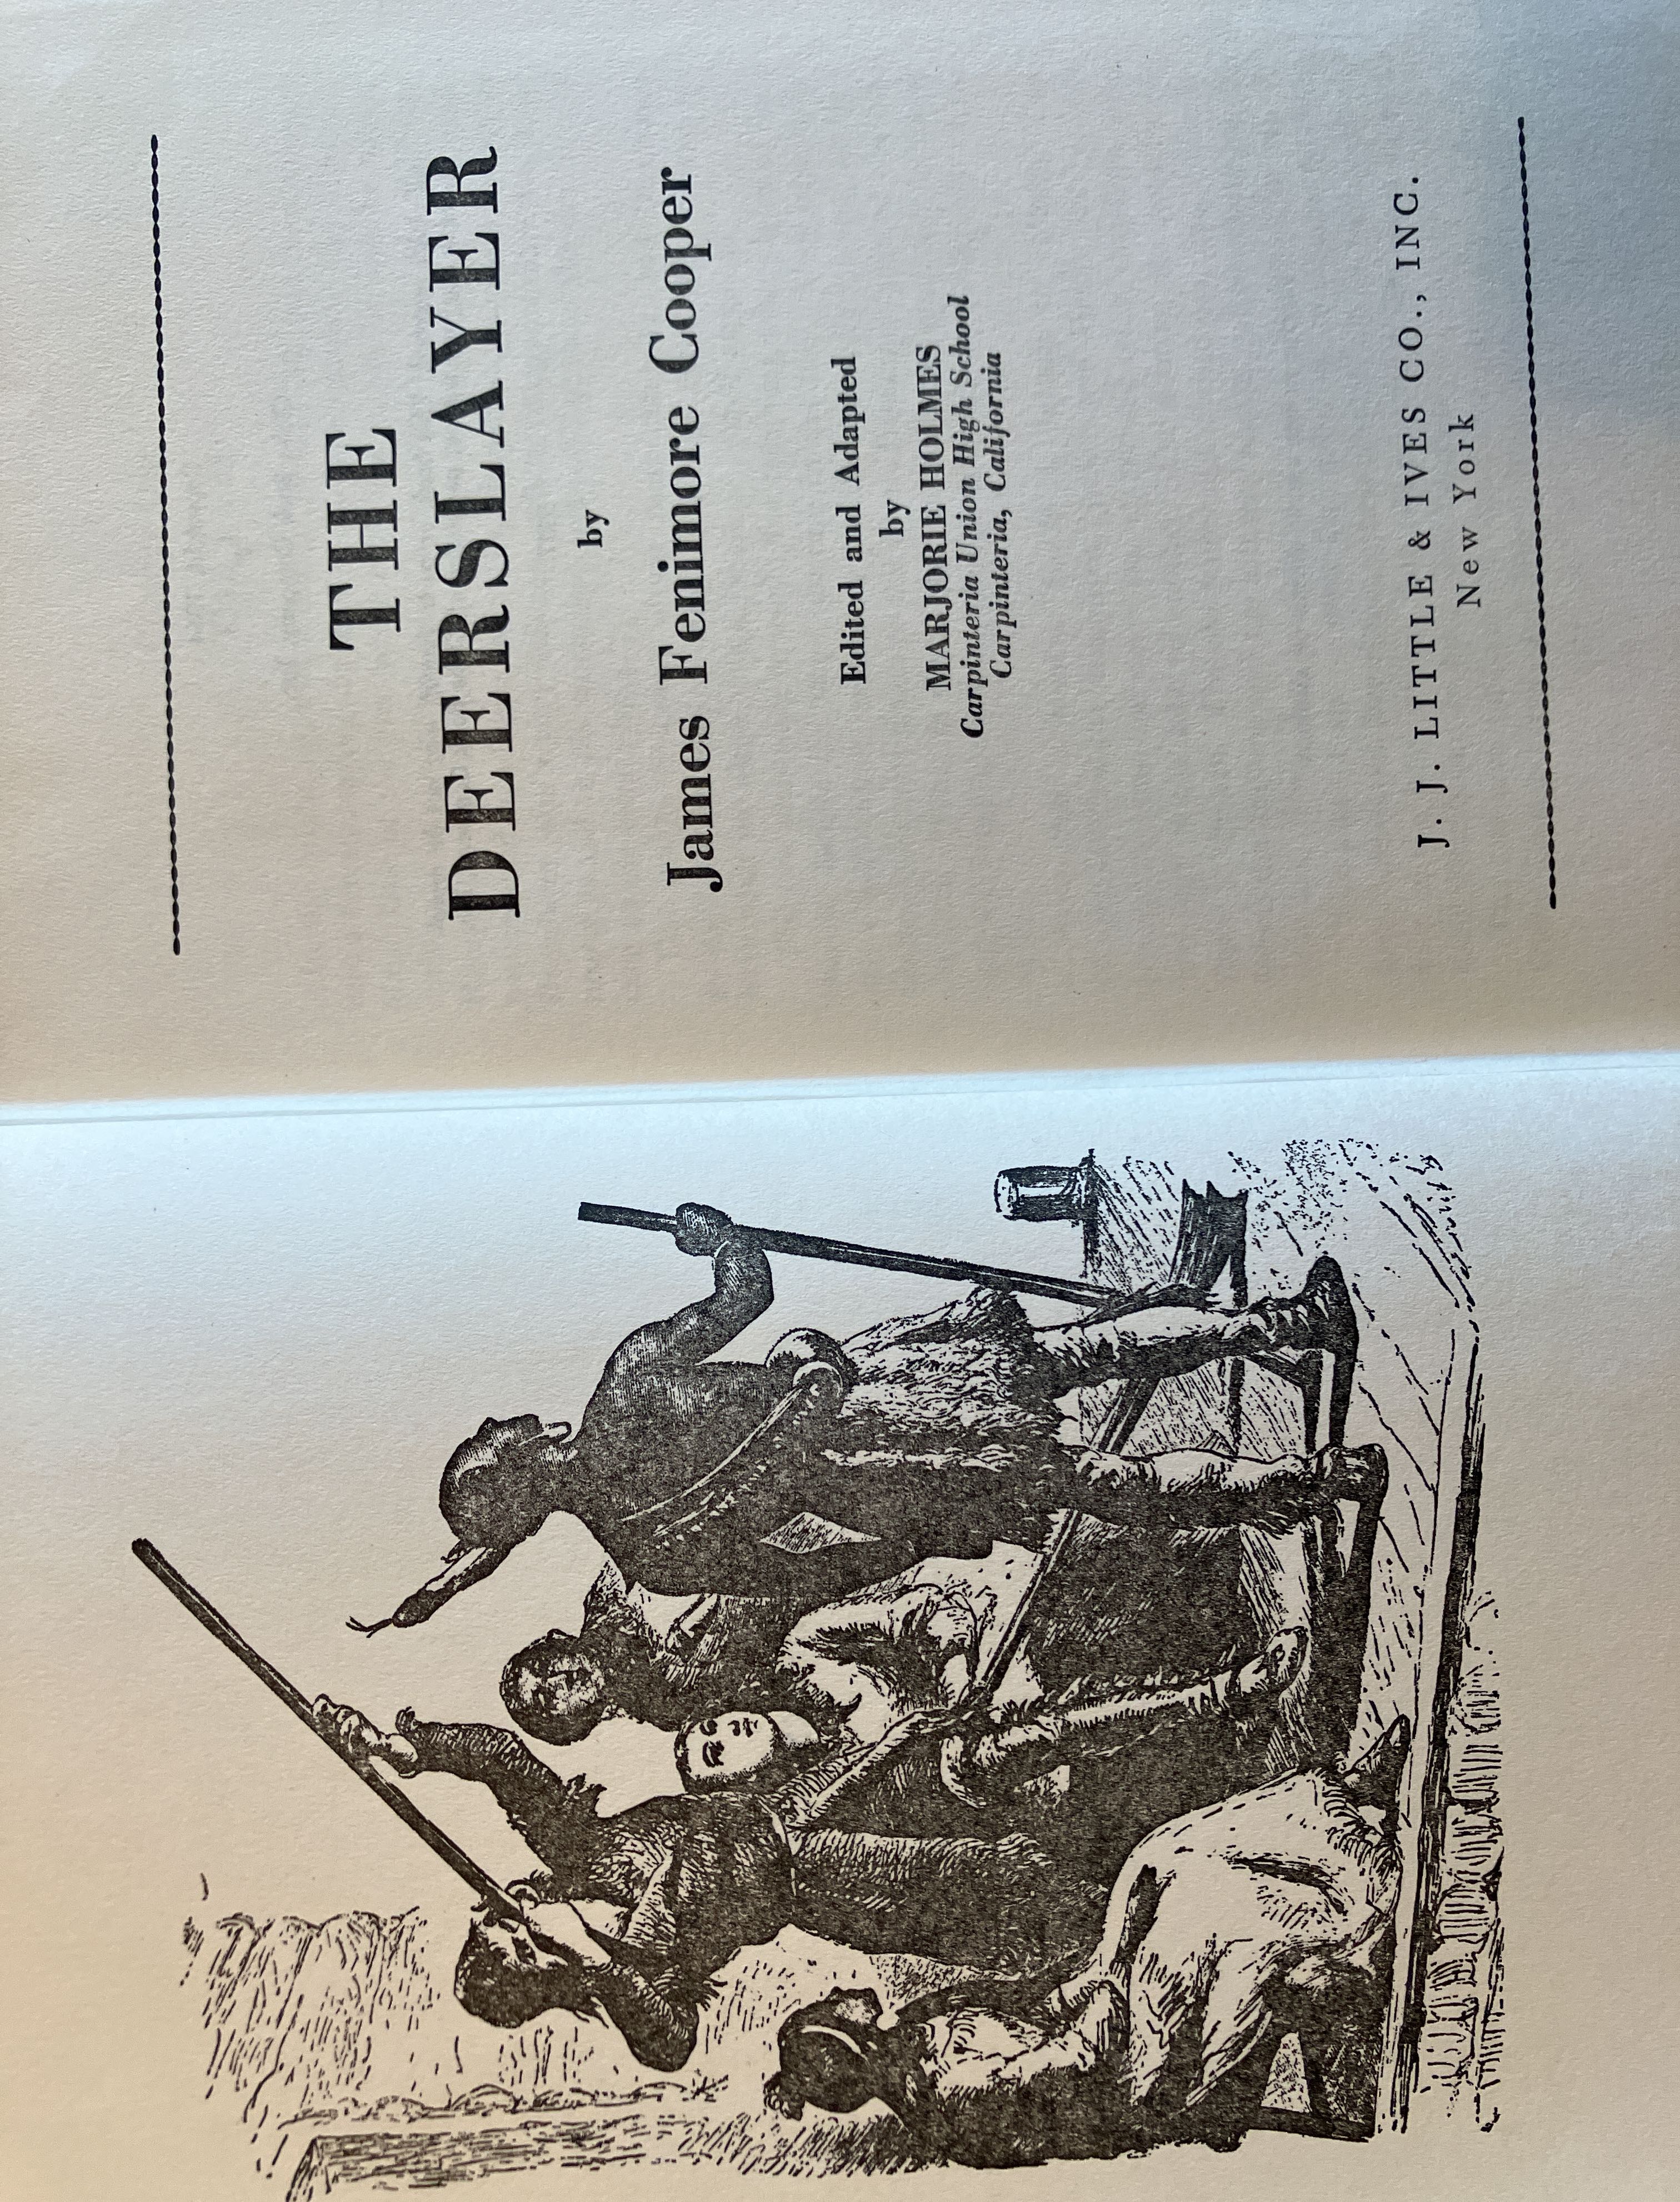 THE
DEERSLAYER
by
James Fenimore Cooper
Edited and Adapted
by
MARJORIE HOLMES
Carpinteria Union High School
Carpinteria, California
J. J. LITTLE & IVES CO., INC.
New York